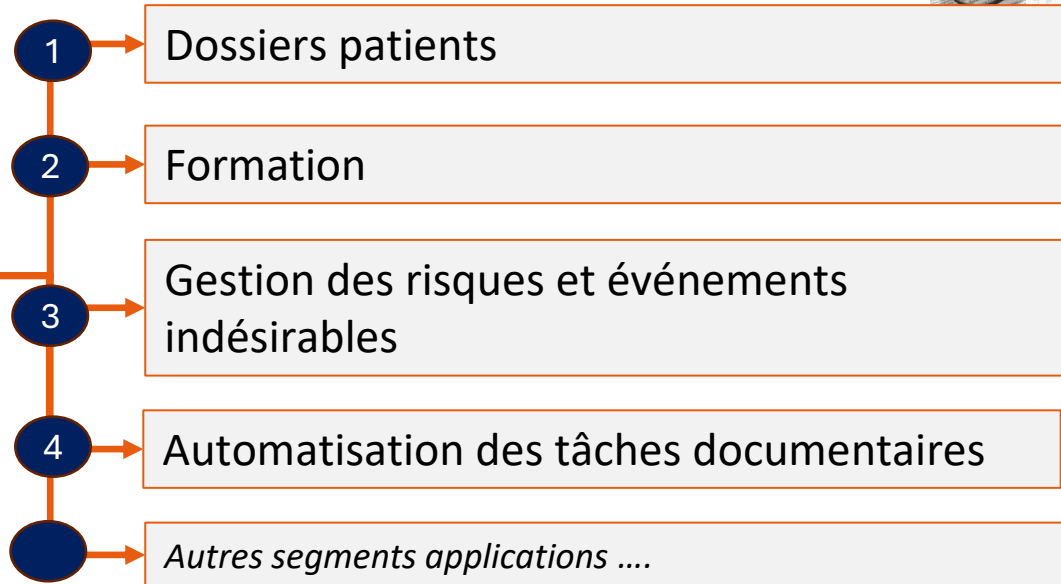 1
Dossiers patients
2
Formation
3
Gestion des risques et événements
indésirables
4
Automatisation des tâches documentaires
Autres segments applications ....